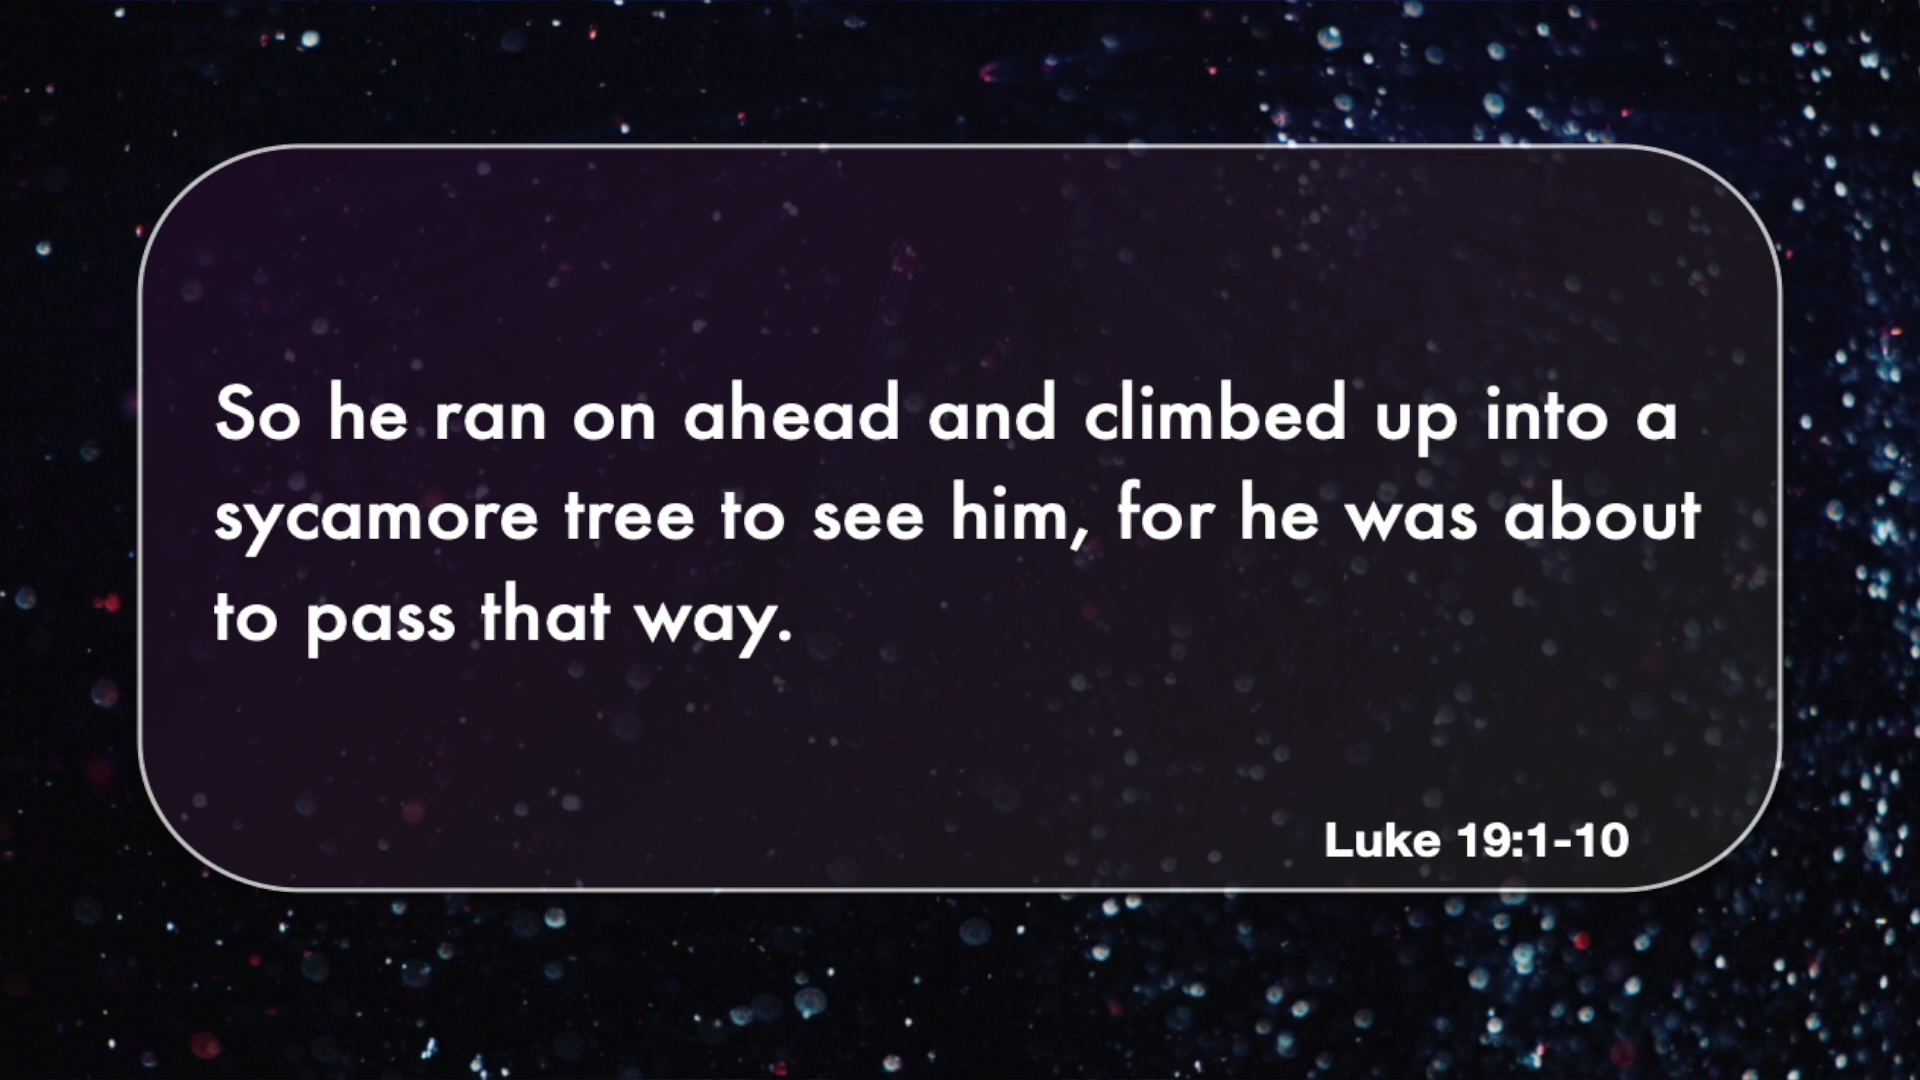 So he ran on ahead and climbed up into a
sycamore tree to see him, for he was about
to pass that way.
Luke 19:1-10